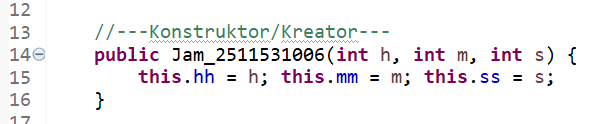 12
13 //---Konstruktor/Kreator---
14 public Jam_2511531006(int h, int m, int s) {
15 this.hh = h; this.mm = m; this.ss = s;
16 }
17